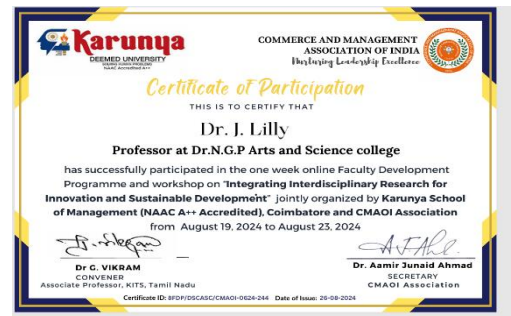 Karunya
DEEMED UNIVERSITY
NAAC Accredited A++
COMMERCE AND MANAGEMENT
ASSOCIATION OF INDIA
Nurturing Leadership Excellence
Certificate of Participation
THIS IS TO CERTIFY THAT
Dr. J. Lilly
Professor at Dr.N.G.P Arts and Science college
has successfully participated in the one week online Faculty Development
Programme and workshop on "Integrating Interdisciplinary Research for
Innovation and Sustainable Development" jointly organized by Karunya School
of Management (NAAC A++ Accredited), Coimbatore and CMAOI Association
from August 19, 2024 to August 23, 2024
Dr G. VIKRAM
CONVENER
Associate Professor, KITS, Tamil Nadu
Dr. Aamir Junaid Ahmad
SECRETARY
CMAOI Association
Certificate ID: 8FDP/DSCASC/CMAOI-0624-244 Date of Issue: 26-08-2024